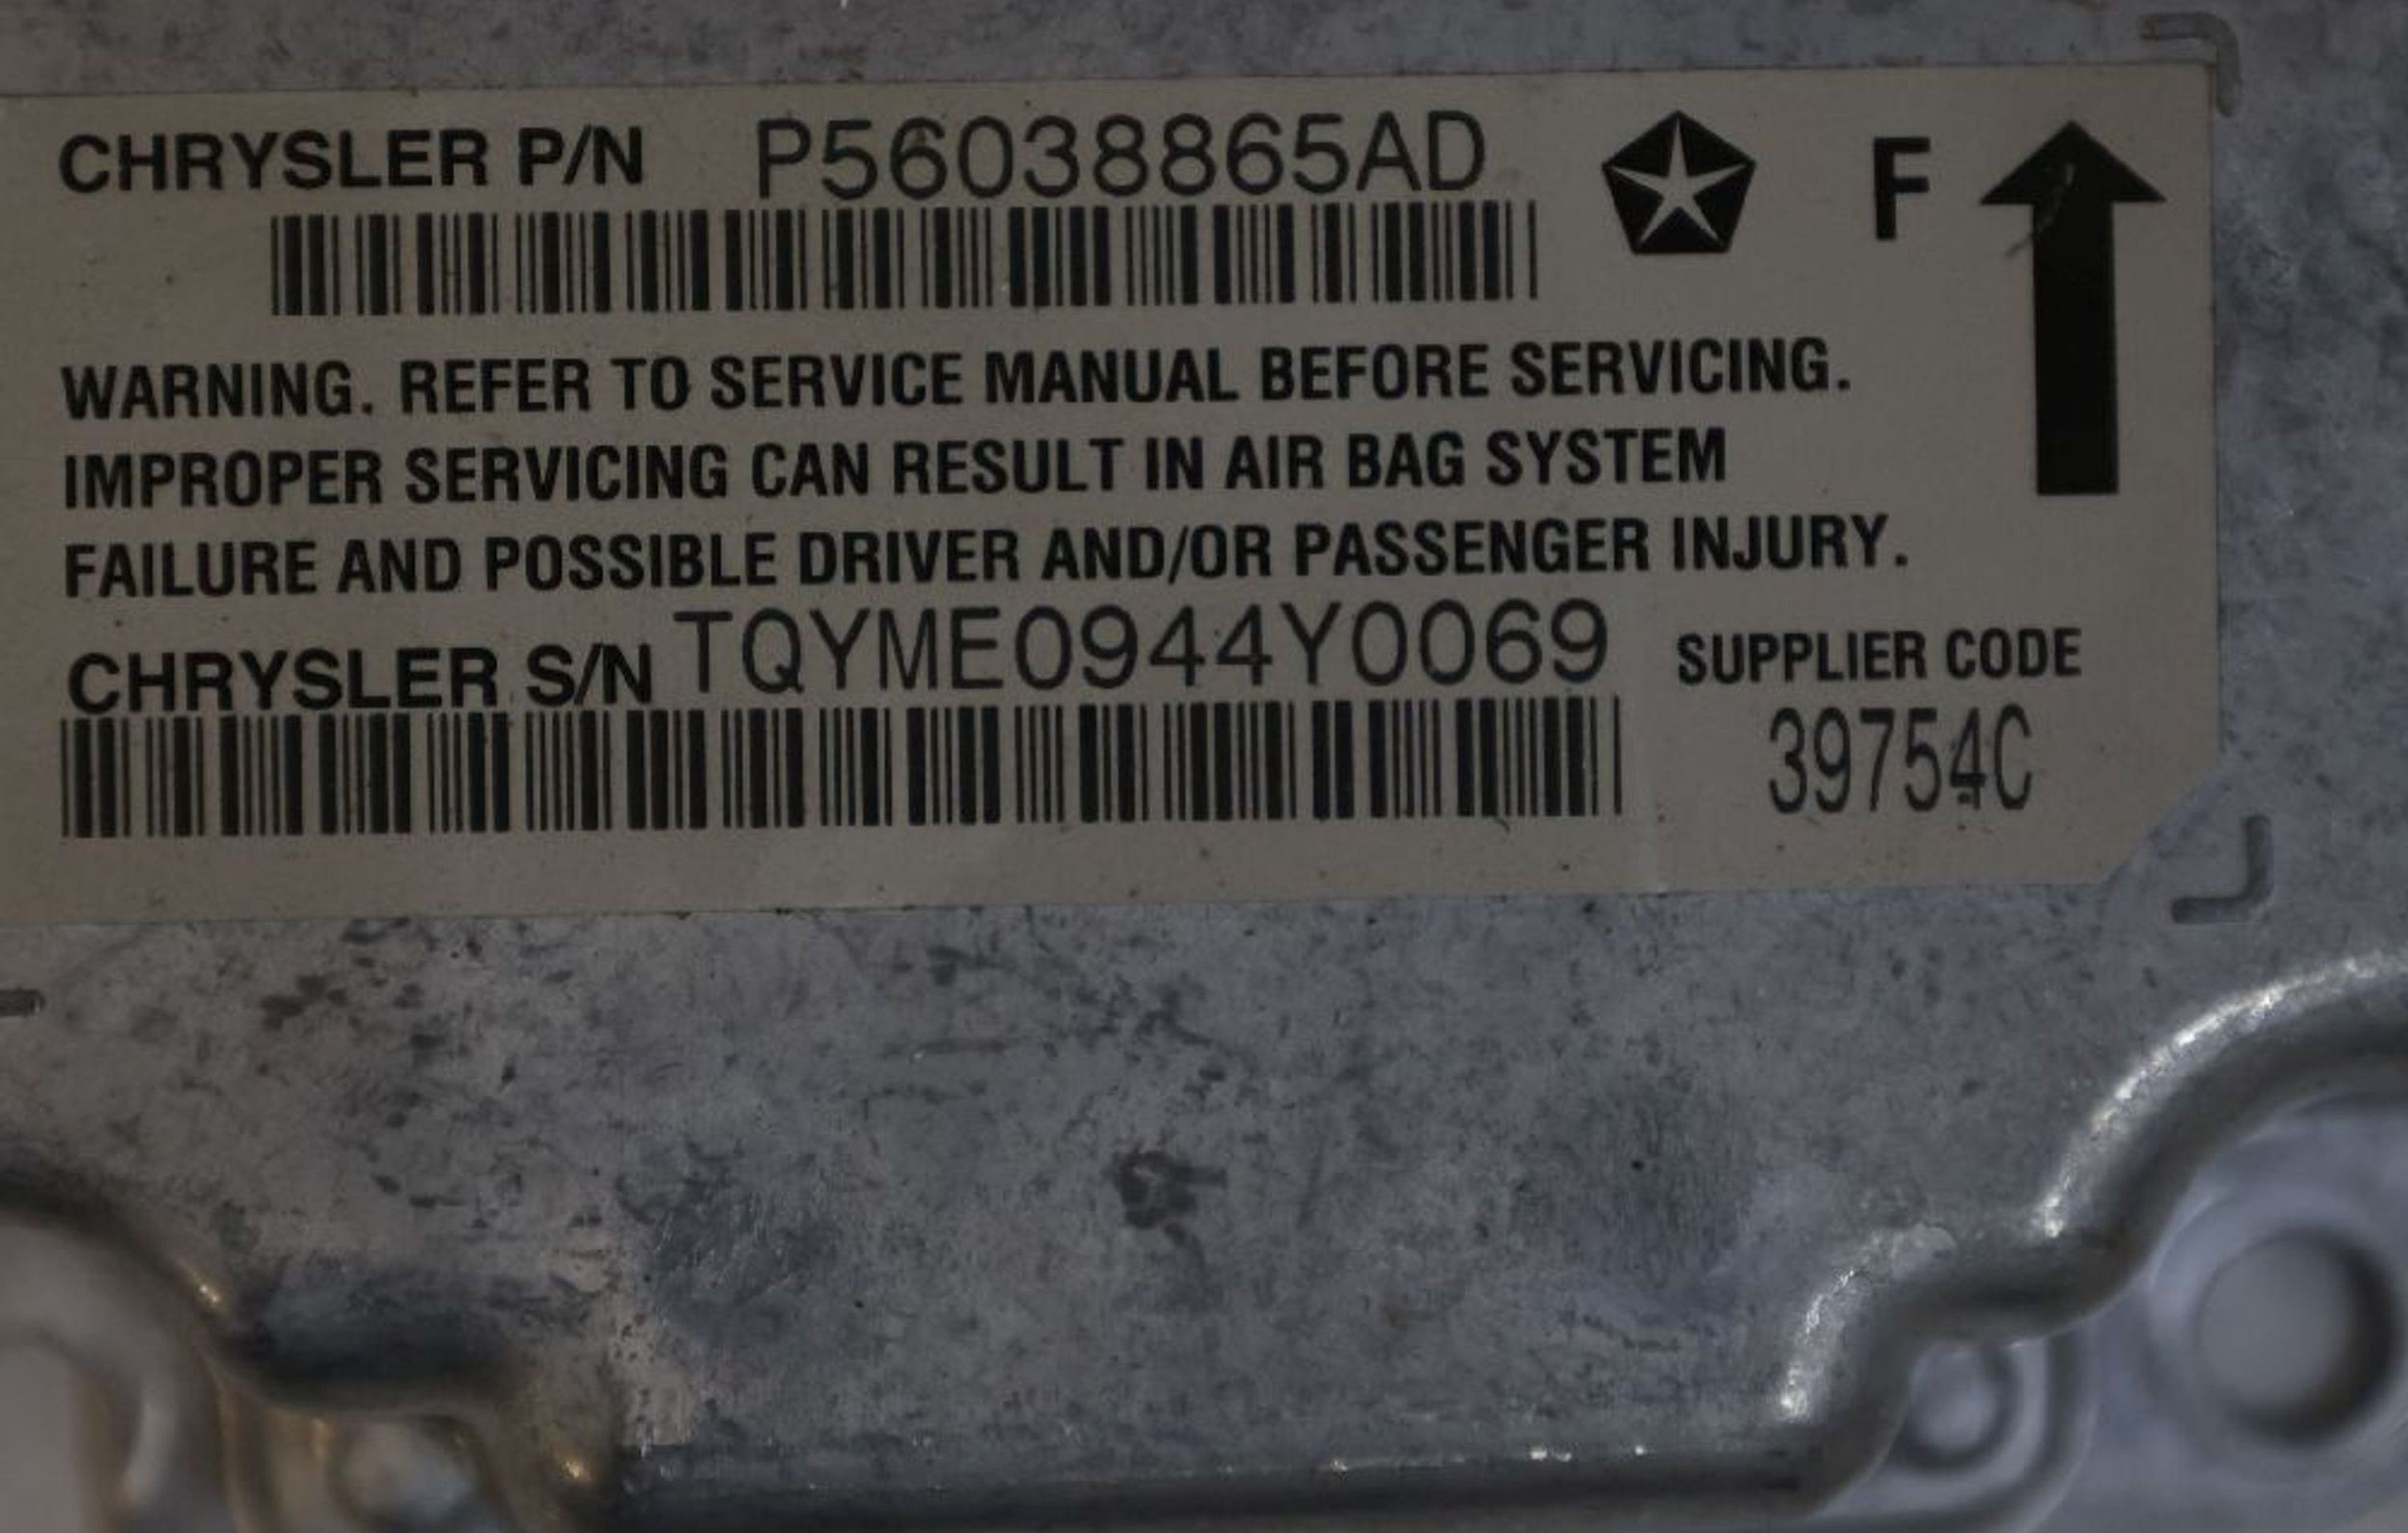 CHRYSLER P/N P56038865AD F
WARNING. REFER TO SERVICE MANUAL BEFORE SERVICING.
IMPROPER SERVICING CAN RESULT IN AIR BAG SYSTEM
FAILURE AND POSSIBLE DRIVER AND/OR PASSENGER INJURY.
CHRYSLER S/N TQYME0944Y0069 SUPPLIER CODE
39754C